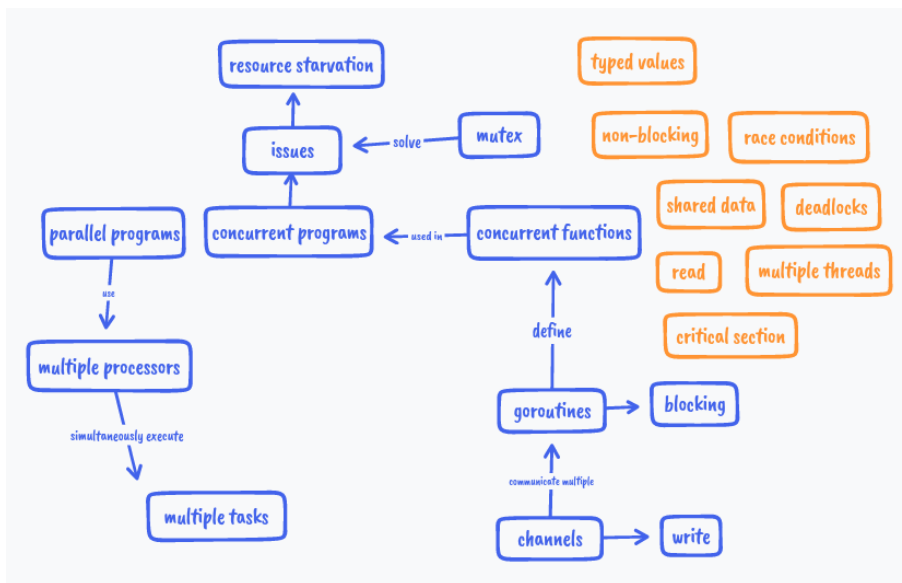 resource starvation
typed values
issues
solve
mutex
non-blocking
race conditions
parallel programs
concurrent programs
used in
concurrent functions
shared data
deadlocks
use
read
multiple threads
define
critical section
multiple processors
simultaneously execute
goroutines
blocking
communicate multiple
multiple tasks
channels
write